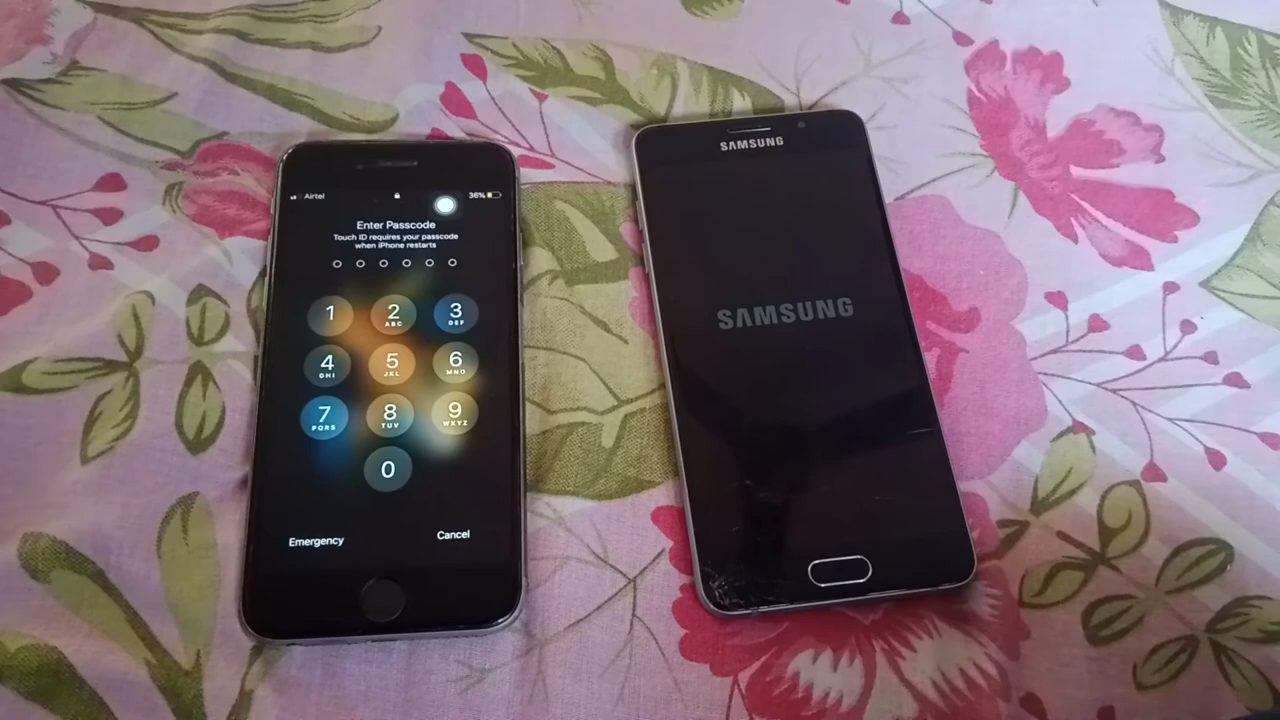 Airtel
36%
Enter Passcode
Touch ID requires your passcode
when iPhone restarts
1
2
ABC
3
DEF
4
GHI
5
JKL
6
MNO
7
PQRS
8
TUV
9
WXYZ
0
Emergency
Cancel
SAMSUNG
SAMSUNG